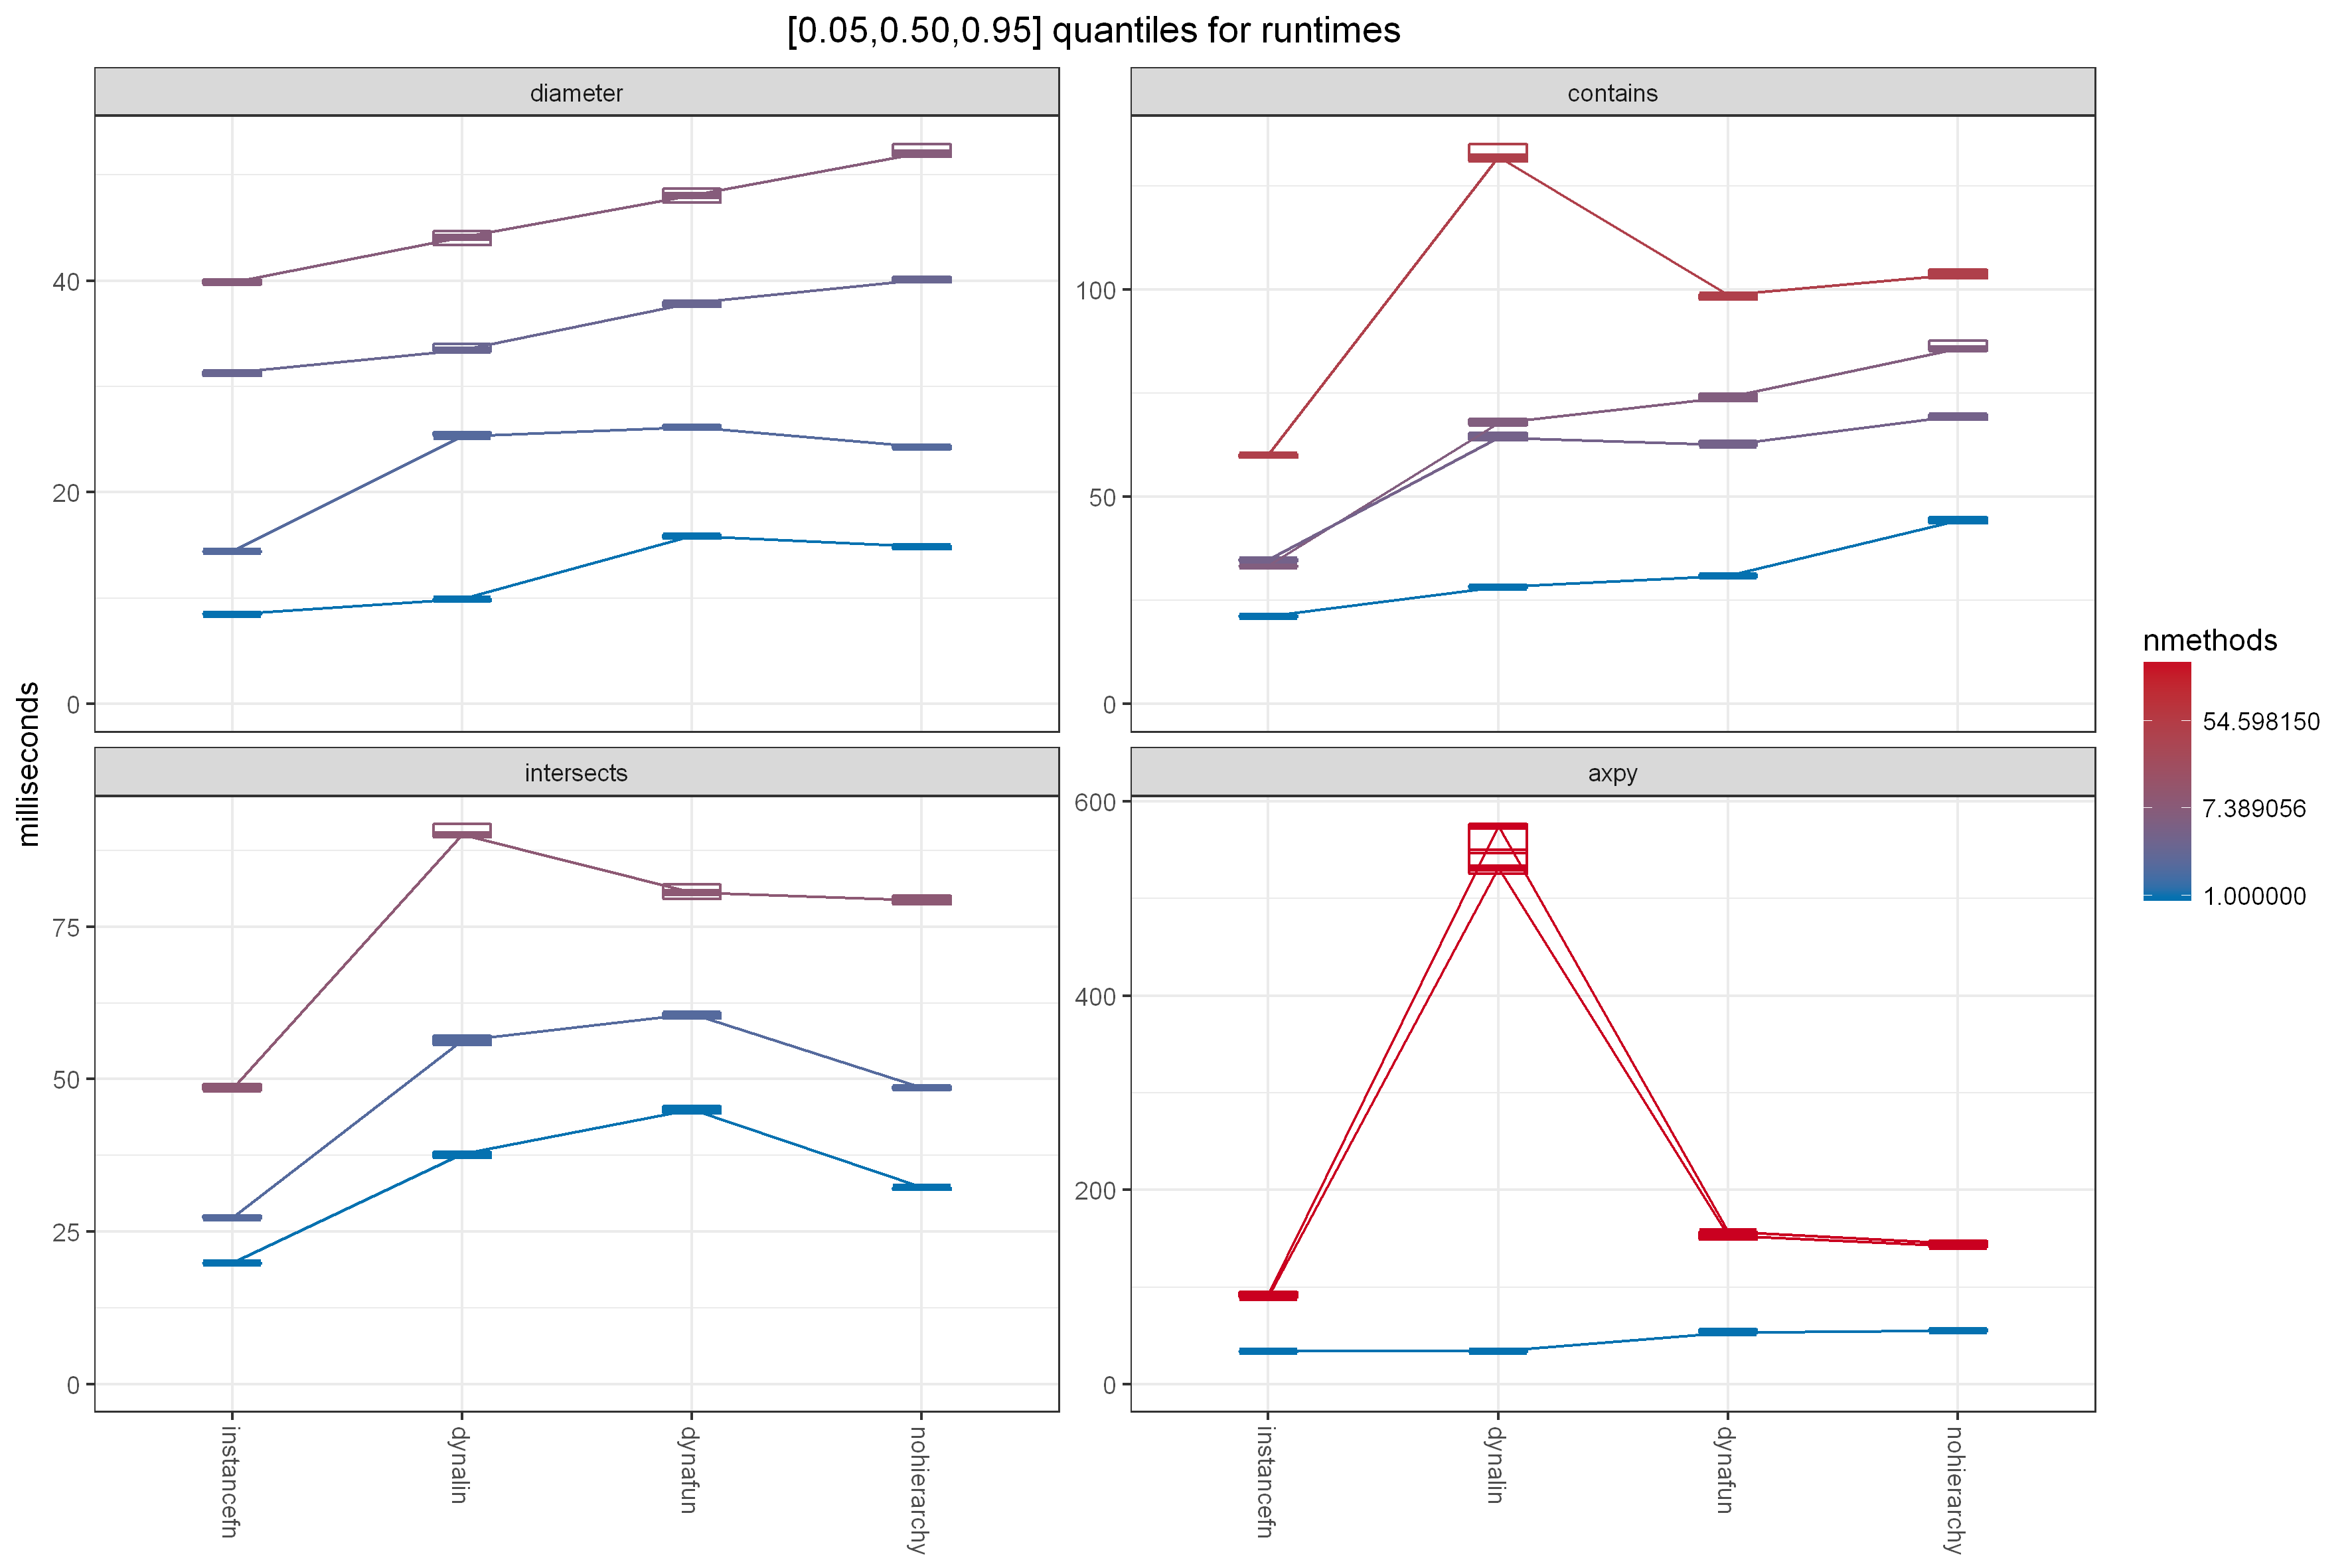 [0.05,0.50,0.95] quantiles for runtimes
diameter
contains
40
20
0
100
50
0
milliseconds
intersects
axpy
75
50
25
0
600
400
200
0
instancefn
dynalin
dynafun
nohierarchy
instancefn
dynalin
dynafun
nohierarchy
nmethods
54.598150
7.389056
1.000000